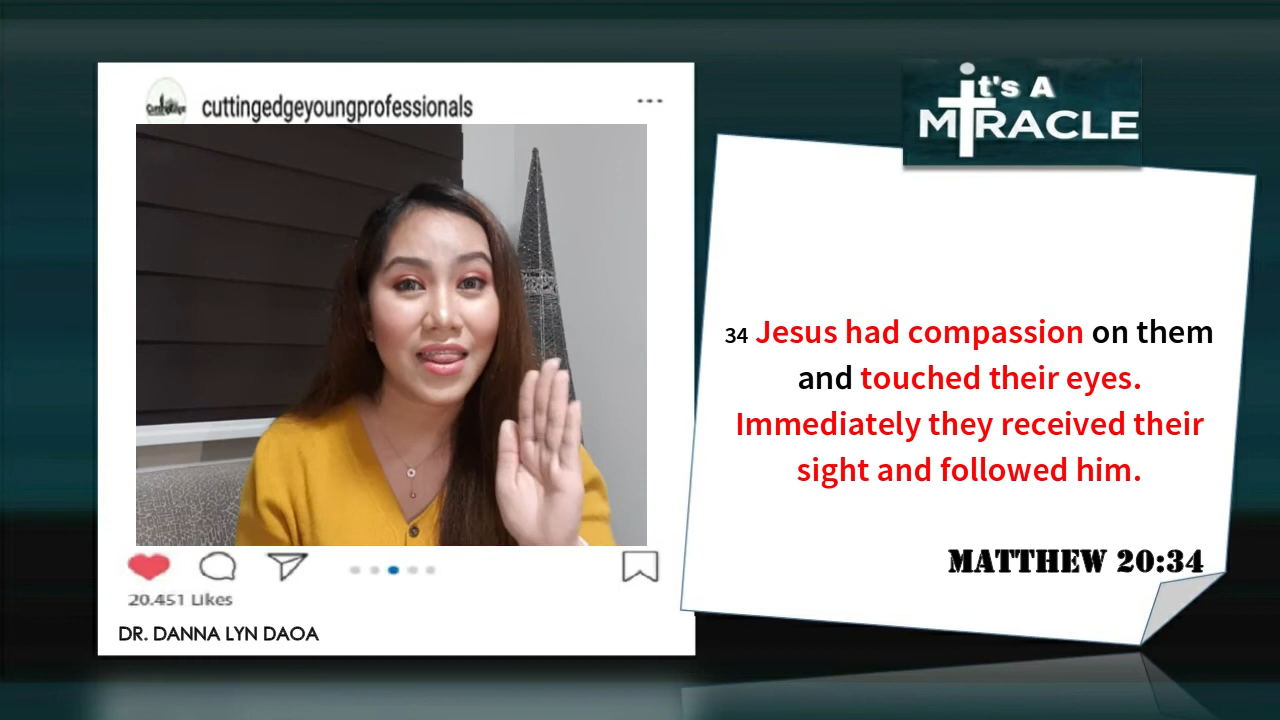 cuttingedgeyoungprofessionals
20.451 Likes
DR. DANNA LYN DAOA
it's A
MIRACLE
34 Jesus had compassion on them
and touched their eyes.
Immediately they received their
sight and followed him.
MATTHEW 20:34